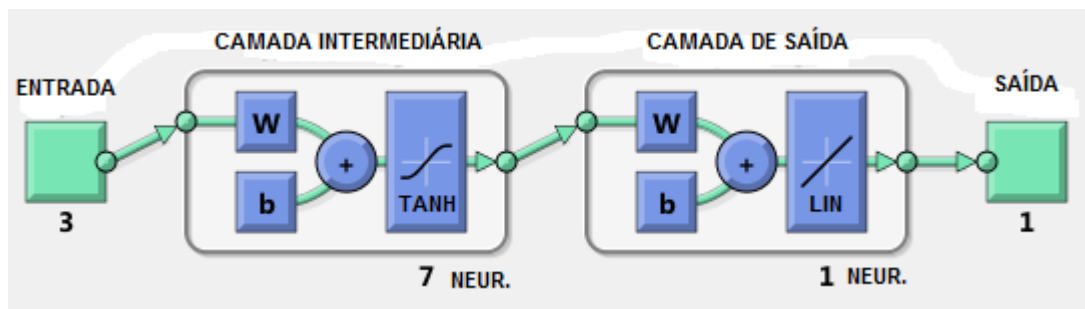 CAMADA INTERMEDIÁRIA CAMADA DE SAÍDA
ENTRADA SAÍDA
W W
+ +
b TANH b LIN
3 1
7 NEUR. 1 NEUR.